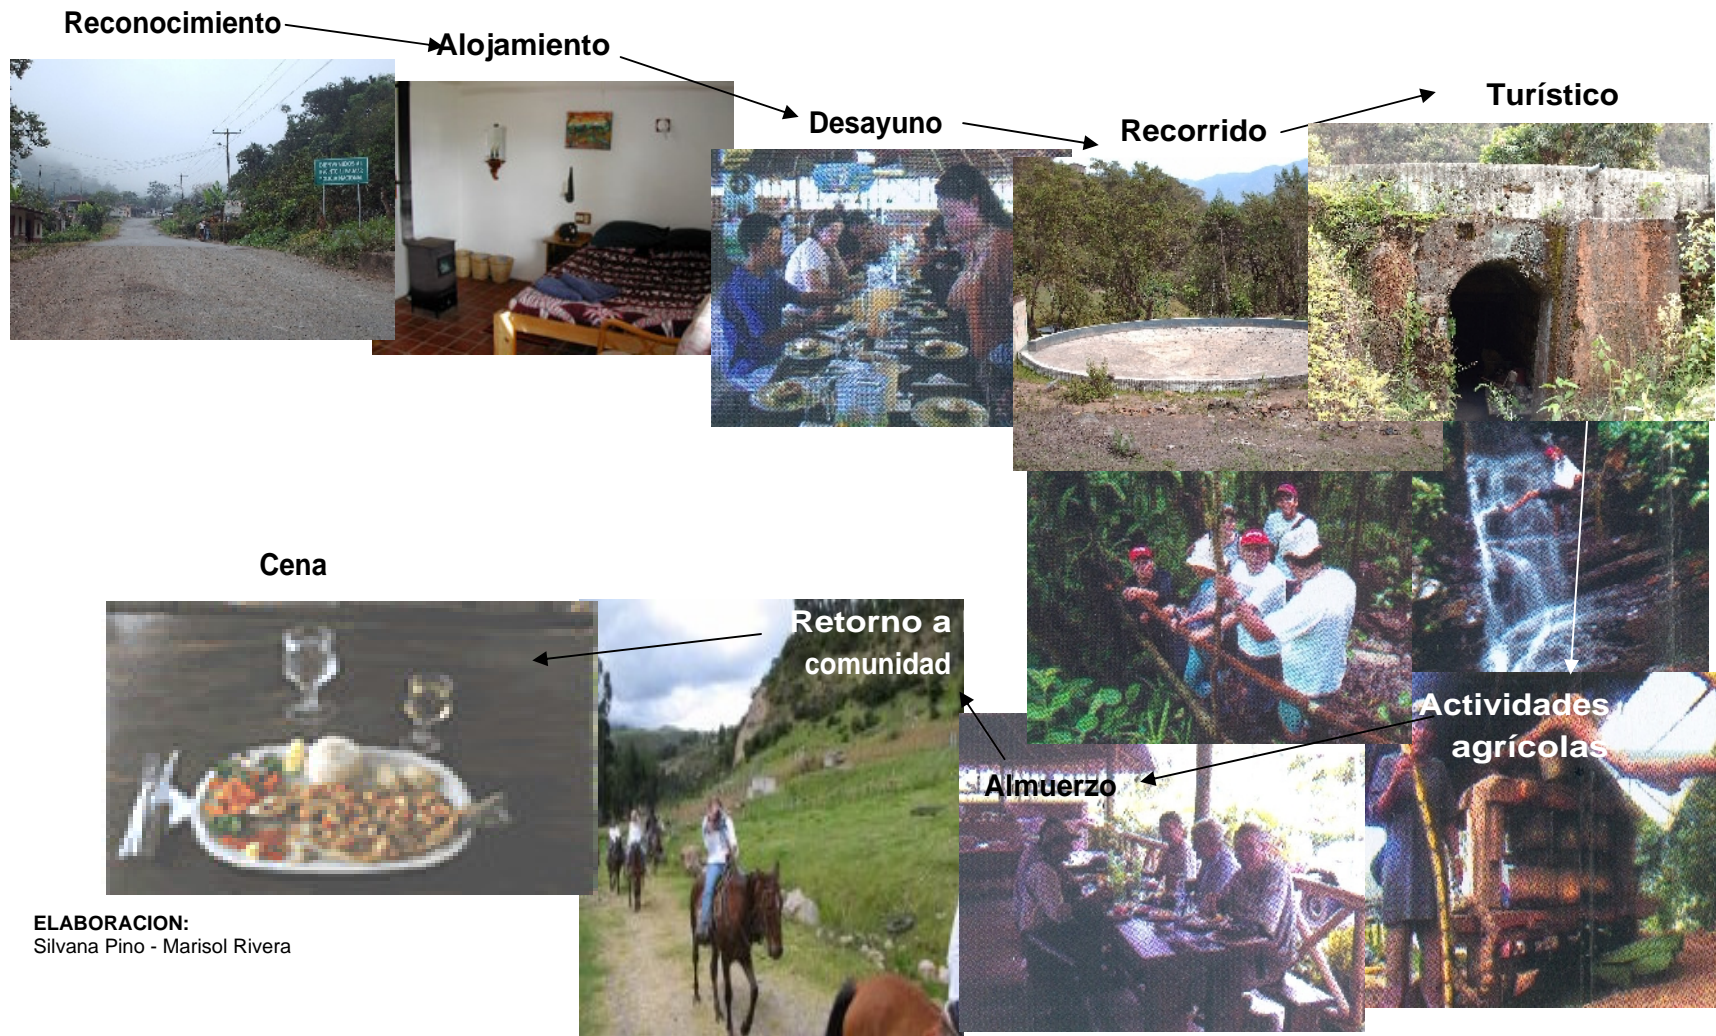 Reconocimiento
Alojamiento
Desayuno
Recorrido
Turístico
Actividades
agrícolas
Almuerzo
Retorno a
comunidad
Cena
ELABORACION:
Silvana Pino - Marisol Rivera